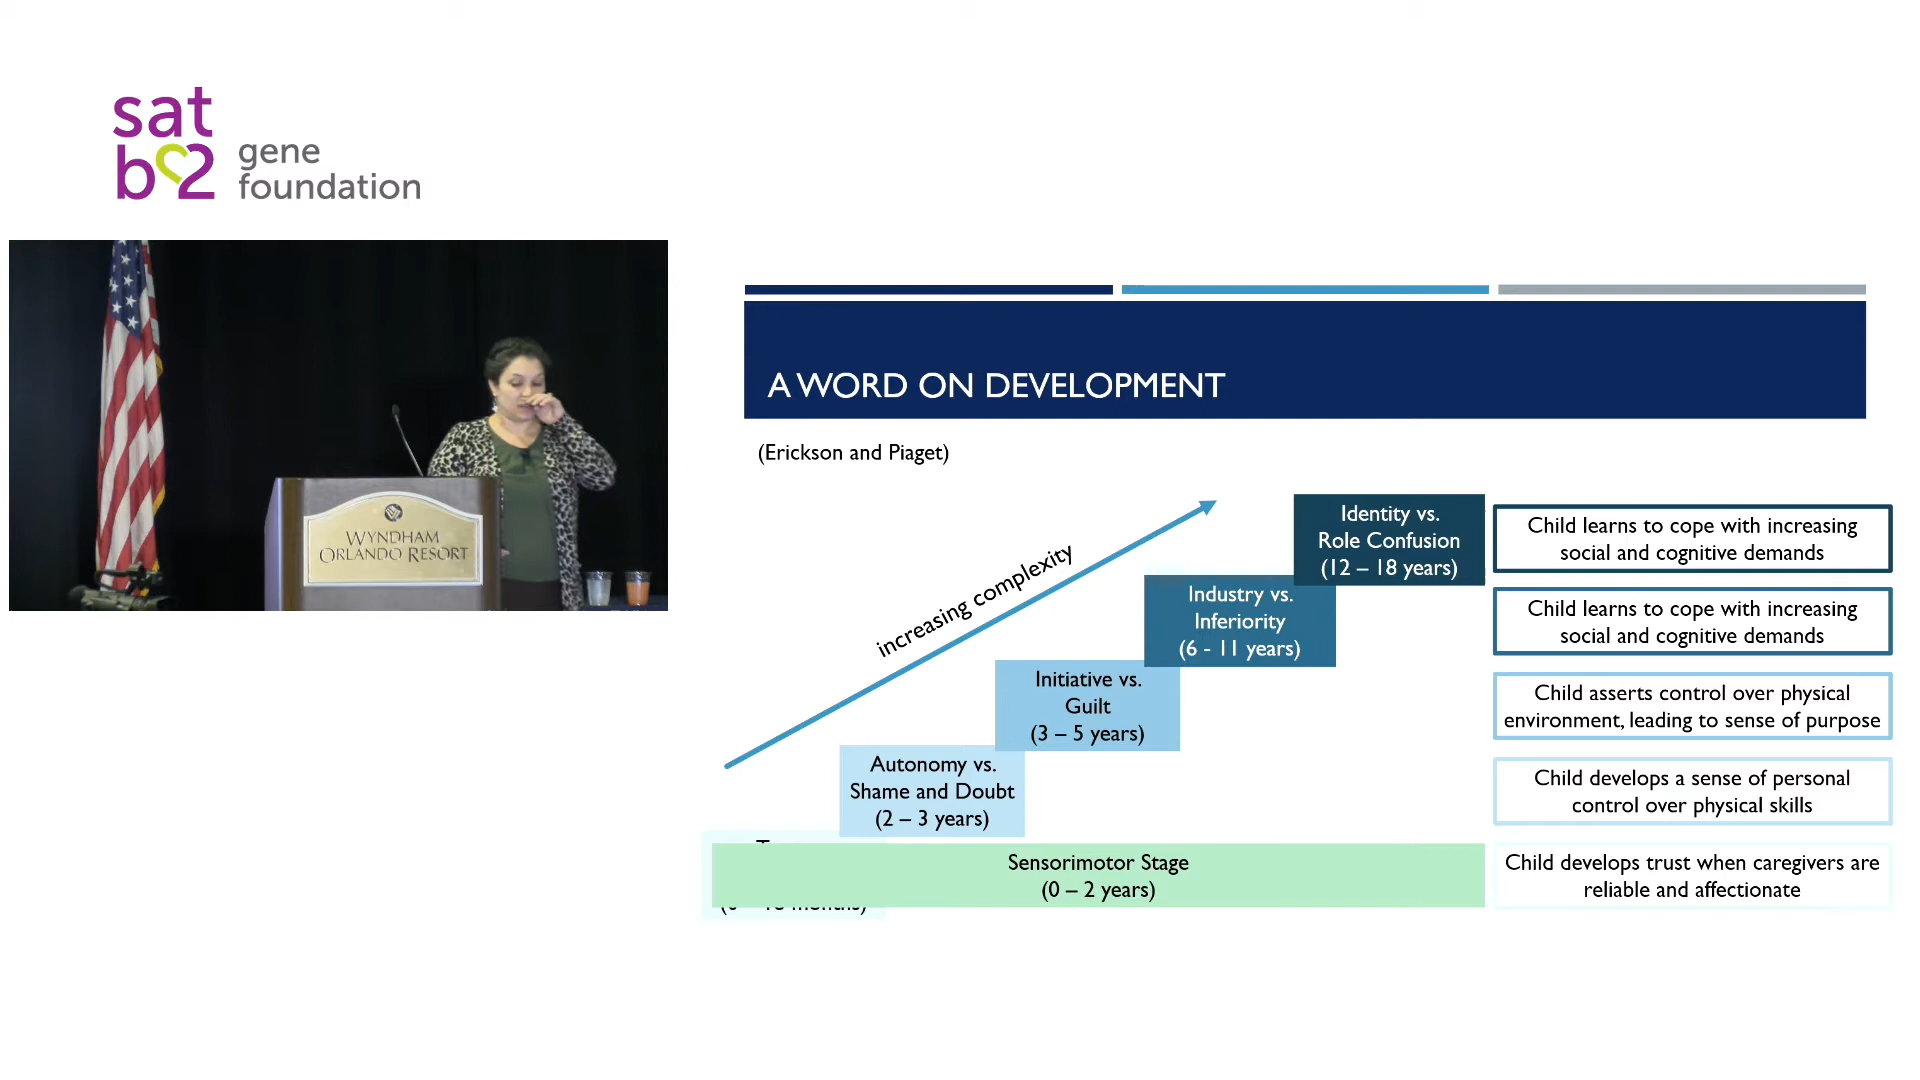 sat
b2
gene
foundation
WYNDHAM
ORLANDO RESORT
A WORD ON DEVELOPMENT
(Erickson and Piaget)
increasing complexity
Identity vs.
Role Confusion
(12 – 18 years)
Child learns to cope with increasing
social and cognitive demands
Industry vs.
Inferiority
(6 - 11 years)
Child learns to cope with increasing
social and cognitive demands
Initiative vs.
Guilt
(3 – 5 years)
Child asserts control over physical
environment, leading to sense of purpose
Autonomy vs.
Shame and Doubt
(2 – 3 years)
Child develops a sense of personal
control over physical skills
Sensorimotor Stage
(0 – 2 years)
Child develops trust when caregivers are
reliable and affectionate